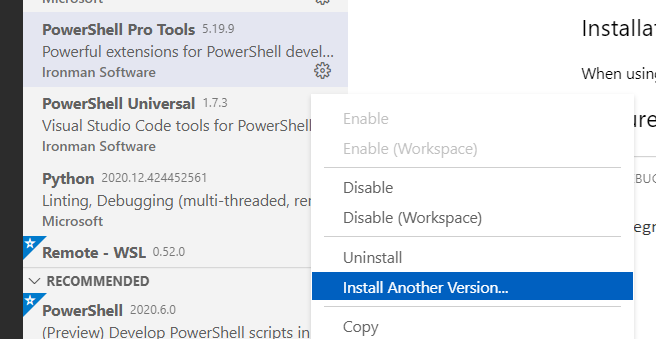 Microsoft
PowerShell Pro Tools 5.19.9
Powerful extensions for PowerShell devel...
Ironman Software
PowerShell Universal 1.7.3
Visual Studio Code tools for PowerShell
Ironman Software
Python 2020.12.424452561
Linting, Debugging (multi-threaded, rem
Microsoft
Remote - WSL 0.52.0
RECOMMENDED
PowerShell 2020.6.0
(Preview) Develop PowerShell scripts in
Enable
Enable (Workspace)
Disable
Disable (Workspace)
Uninstall
Install Another Version...
Copy
Installa
When using
ure
BUG
egr